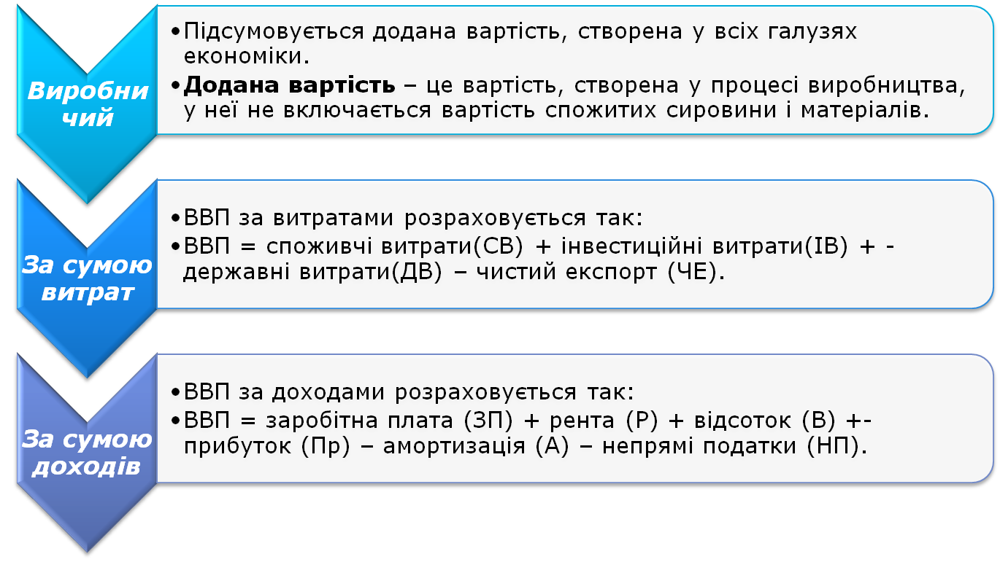 Виробни
чий
•Підсумовується додана вартість, створена у всіх галузях
економіки.
•Додана вартість – це вартість, створена у процесі виробництва,
у неї не включається вартість спожитих сировини і матеріалів.
За сумою
витрат
•ВВП за витратами розраховується так:
•ВВП = споживчі витрати(СВ) + інвестиційні витрати(ІВ) + -
державні витрати(ДВ) – чистий експорт (ЧЕ).
За сумою
доходів
•ВВП за доходами розраховується так:
•ВВП = заробітна плата (ЗП) + рента (Р) + відсоток (В) +-
прибуток (Пр) – амортизація (А) – непрямі податки (НП).